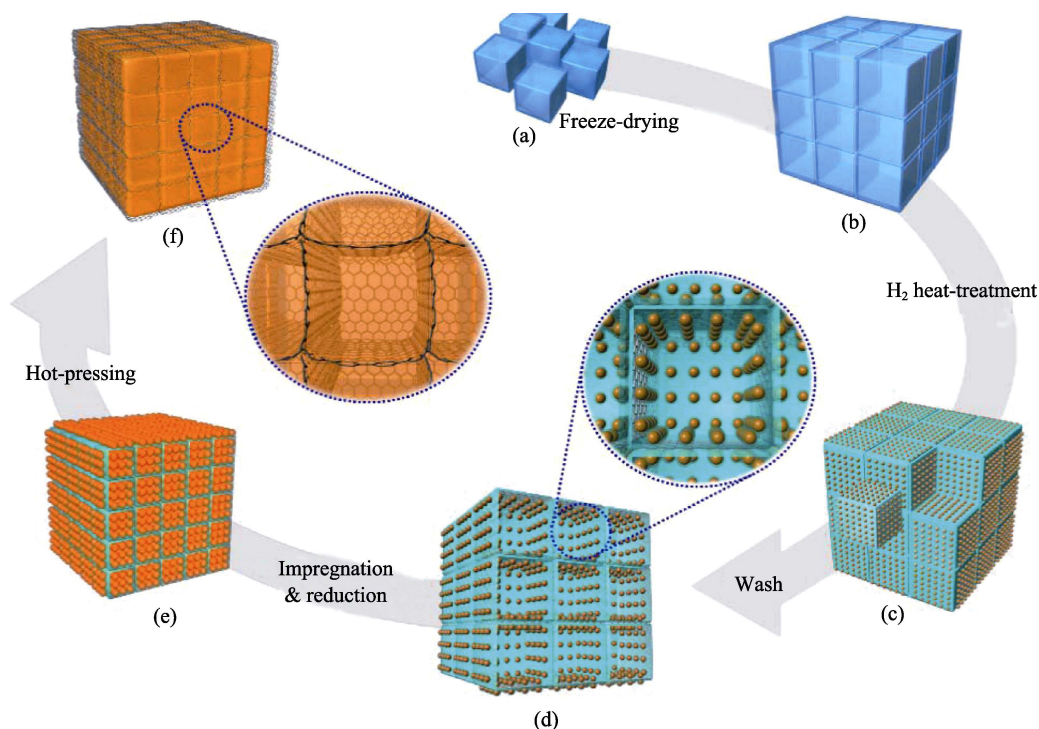 (a)
Freeze-drying
(b)
H₂ heat-treatment
(c)
Wash
(d)
Impregnation
& reduction
(e)
Hot-pressing
(f)